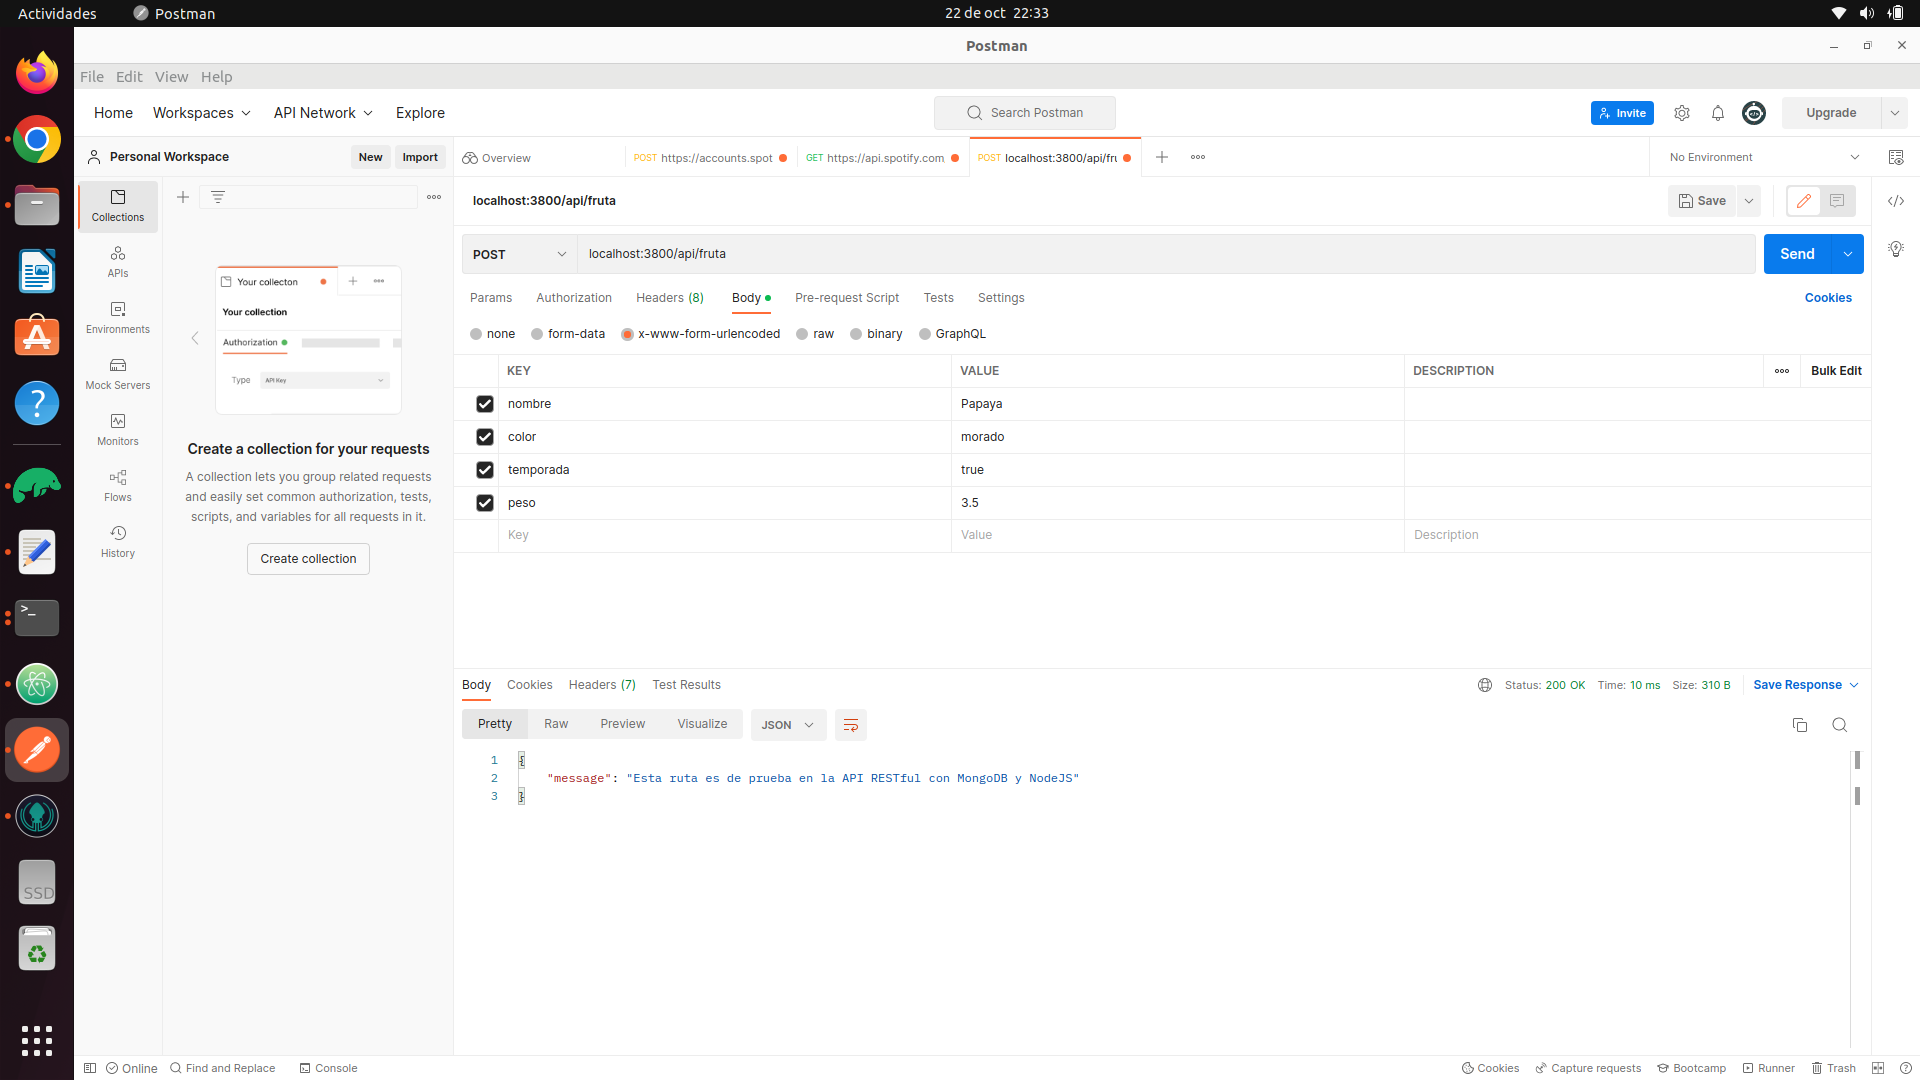 Actividades
Postman
22 de oct 22:33
Postman
File Edit View Help
Home Workspaces API Network Explore
Search Postman
Invite
Upgrade
Personal Workspace
New
Import
Overview
POST https://accounts.spot
GET https://api.spotify.com
POST localhost:3800/api/fru
No Environment
Collections
APIs
Environments
Mock Servers
Monitors
Flows
History
Your collecton
Your collection
Authorization
Type API Key
Create a collection for your requests
A collection lets you group related requests
and easily set common authorization, tests,
scripts, and variables for all requests in it.
Create collection
localhost:3800/api/fruta
Save
POST localhost:3800/api/fruta
Send
Params Authorization Headers (8) Body Pre-request Script Tests Settings
Cookies
none form-data x-www-form-urlencoded raw binary GraphQL
KEY VALUE DESCRIPTION Bulk Edit
nombre Papaya
color morado
temporada true
peso 3.5
Key Value Description
Body Cookies Headers (7) Test Results
Status: 200 OK Time: 10 ms Size: 310 B Save Response
Pretty Raw Preview Visualize JSON
1 {
2 "message": "Esta ruta es de prueba en la API RESTful con MongoDB y NodeJS"
3 }
SSD
Online Find and Replace Console
Cookies Capture requests Bootcamp Runner Trash